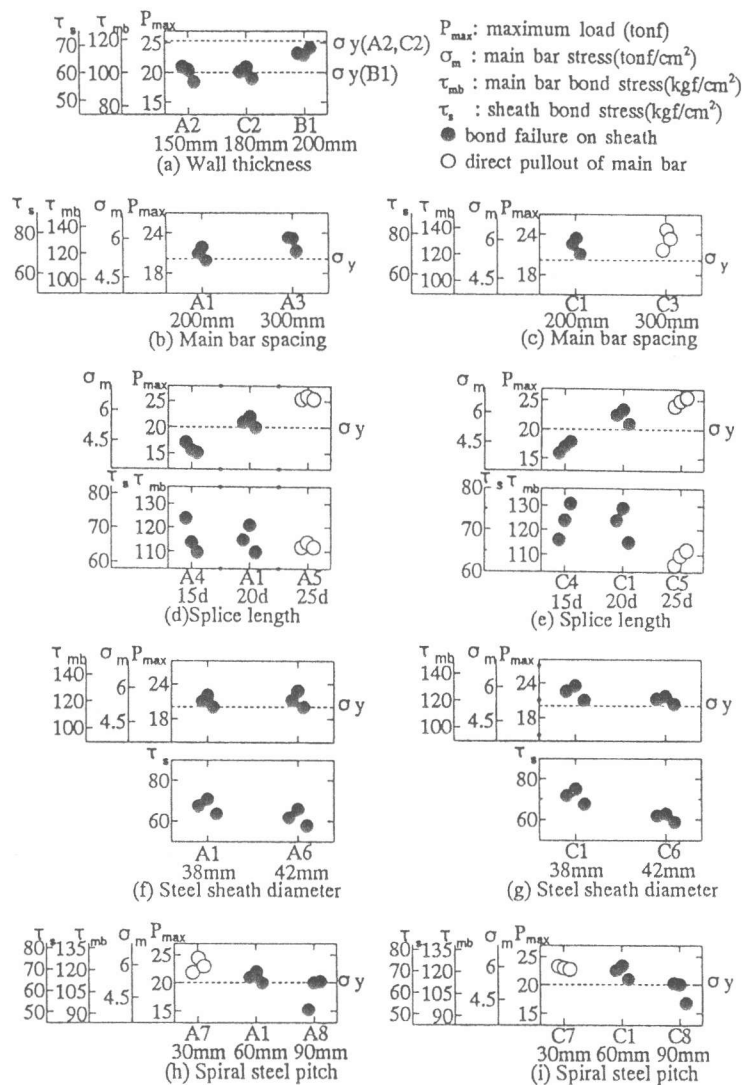 τs τmb Pmax
70 120 25 σy(A2,C2)
60 20 σy(B1)
50 100 15
A2 C2 B1
150mm 180mm 200mm
(a) Wall thickness
Pmax: maximum load (tonf)
σm : main bar stress(tonf/cm²)
τmb : main bar bond stress(kgf/cm²)
τs : sheath bond stress(kgf/cm²)
● bond failure on sheath
○ direct pullout of main bar
τs τmb σm Pmax
140
80 120 6 24
σy
60 100 4.5 18
A1 A3
200mm 300mm
(b) Main bar spacing
τs τmb σm Pmax
140
80 120 6 24
σy
60 100 4.5 18
C1 C3
200mm 300mm
(c) Main bar spacing
σm Pmax
6 25
20 σy
4.5 15
τs τmb
80 130
70 120
60 110
A4 A1 A5
15d 20d 25d
(d)Splice length
σm Pmax
6 25
20 σy
4.5 15
τs τmb
80 130
70 120 110
60
C4 C1 C5
15d 20d 25d
(e) Splice length
τmb σm Pmax
140
120 6 24
σy
100 4.5 18
τs
80
60
A1 A6
38mm 42mm
(f) Steel sheath diameter
τmb σm Pmax
140
120 6 24
σy
100 4.5 18
τs
80
60
C1 C6
38mm 42mm
(g) Steel sheath diameter
τs τmb σm Pmax
80 135 25
70 120 6
60 105 20 σy
50 90 4.5 15
A7 A1 A8
30mm 60mm 90mm
(h) Spiral steel pitch
τs τmb σm Pmax
80 135 25
70 120 6
60 105 20 σy
50 90 4.5 15
C7 C1 C8
30mm 60mm 90mm
(i) Spiral steel pitch